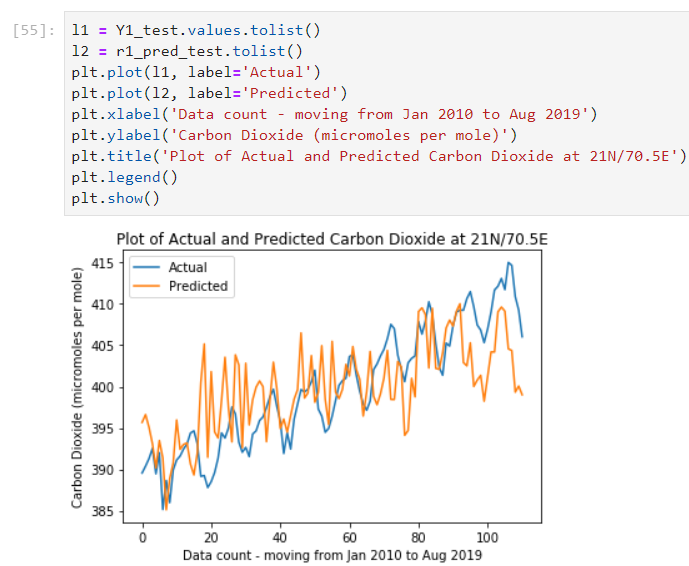 [55]: l1 = Y1_test.values.tolist()
l2 = r1_pred_test.tolist()
plt.plot(l1, label='Actual')
plt.plot(l2, label='Predicted')
plt.xlabel('Data count - moving from Jan 2010 to Aug 2019')
plt.ylabel('Carbon Dioxide (micromoles per mole)')
plt.title('Plot of Actual and Predicted Carbon Dioxide at 21N/70.5E')
plt.legend()
plt.show()
Plot of Actual and Predicted Carbon Dioxide at 21N/70.5E
Carbon Dioxide (micromoles per mole)
415
410
405
400
395
390
385
Actual
Predicted
0 20 40 60 80 100
Data count - moving from Jan 2010 to Aug 2019